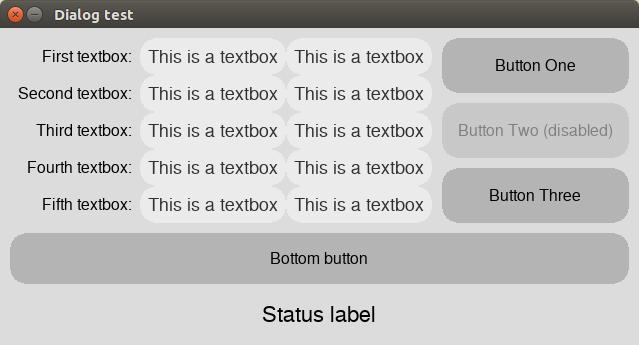 Dialog test
First textbox: This is a textbox This is a textbox
Second textbox: This is a textbox This is a textbox
Third textbox: This is a textbox This is a textbox
Fourth textbox: This is a textbox This is a textbox
Fifth textbox: This is a textbox This is a textbox
Button One
Button Two (disabled)
Button Three
Bottom button
Status label